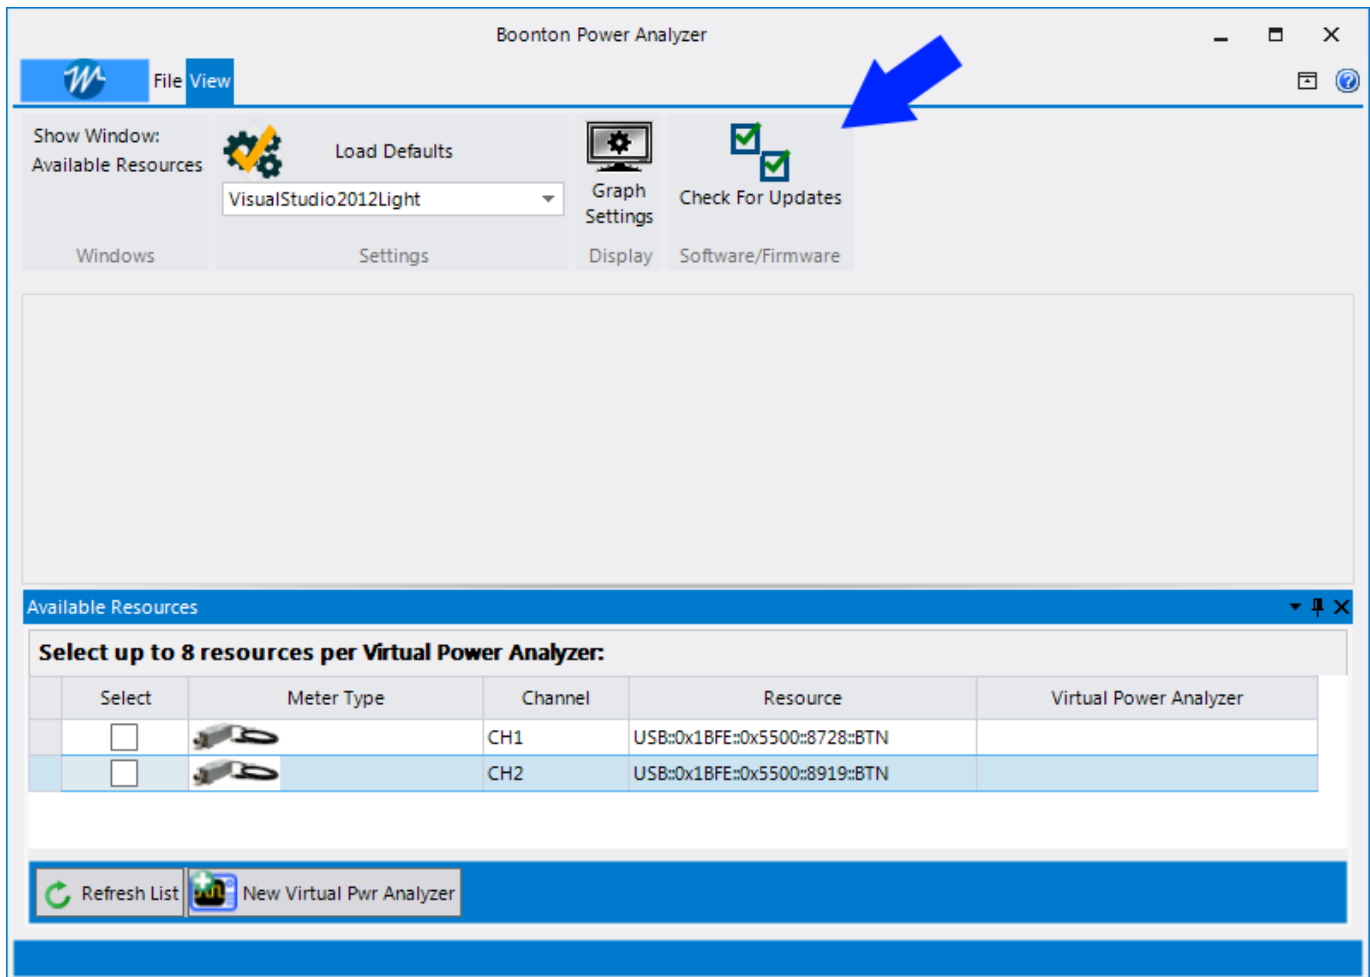 Boonton Power Analyzer
File View
Show Window:
Available Resources
Windows
Load Defaults
VisualStudio2012Light
Settings
Graph
Settings
Display
Check For Updates
Software/Firmware
Available Resources
Select up to 8 resources per Virtual Power Analyzer:
Select Meter Type Channel Resource Virtual Power Analyzer
CH1 USB::0x1BFE::0x5500::8728::BTN
CH2 USB::0x1BFE::0x5500::8919::BTN
Refresh List New Virtual Pwr Analyzer